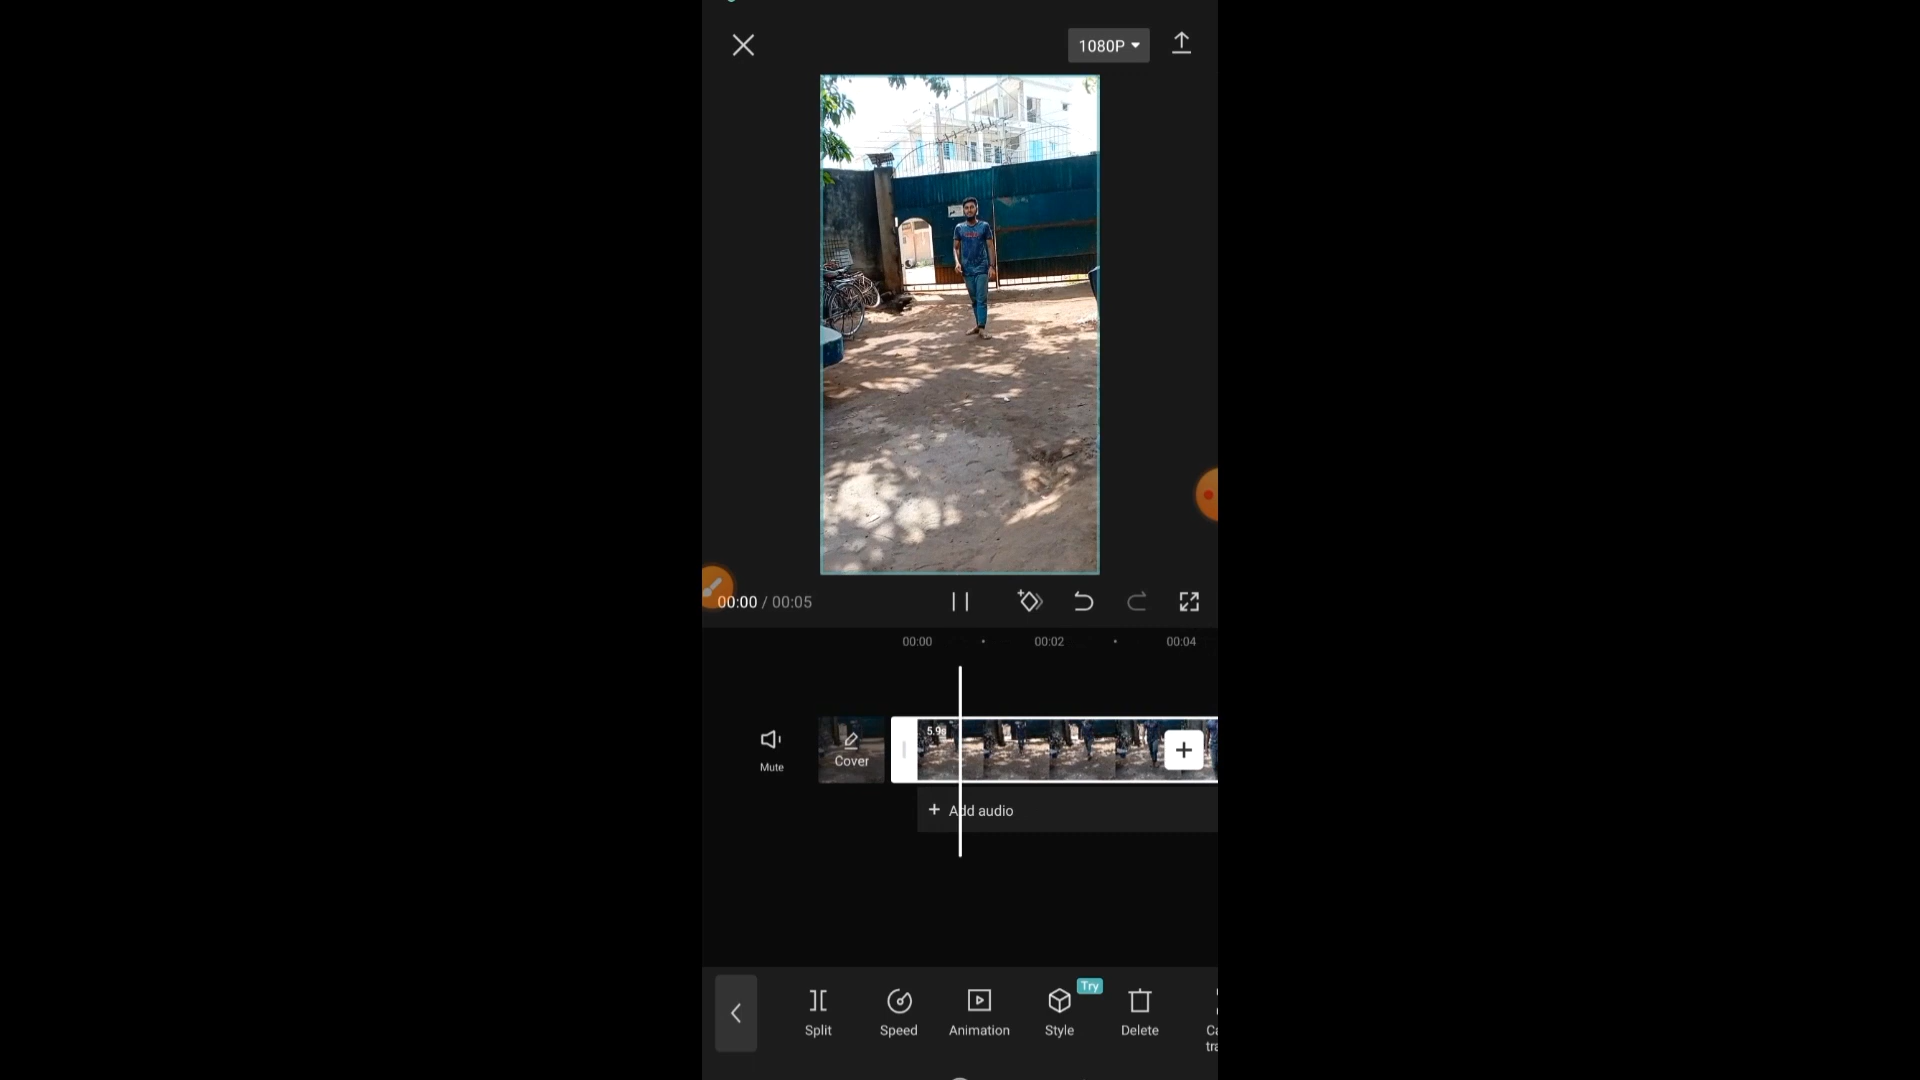 1080P
00:00 / 00:05
00:00
00:02
00:04
5.9s
Mute
Cover
+ Add audio
Try
Split
Speed
Animation
Style
Delete